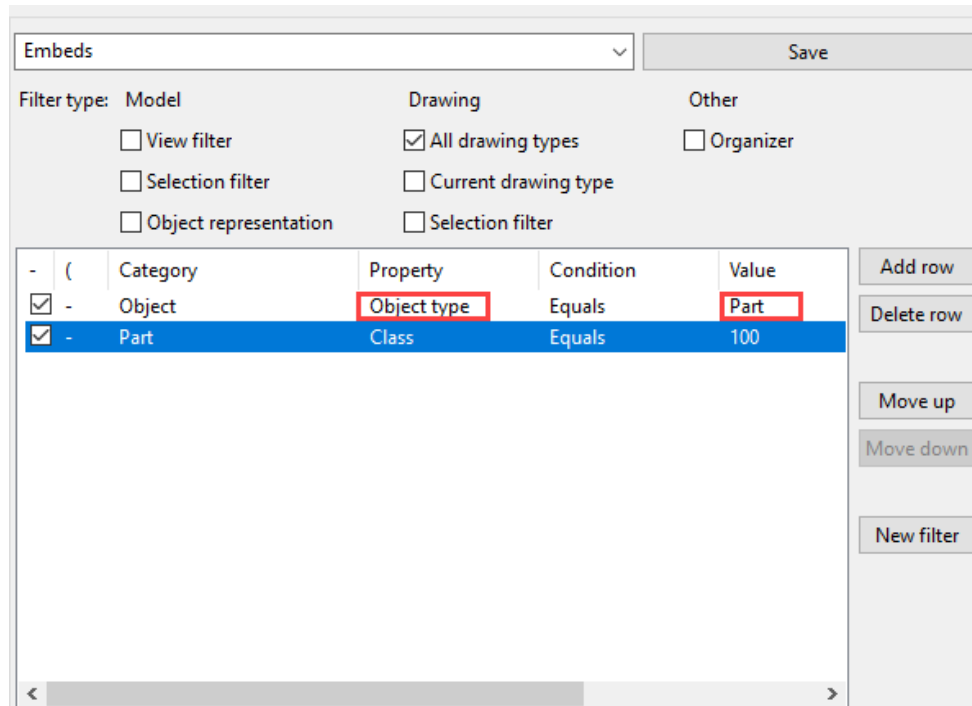 Embeds Save
Filter type: Model Drawing Other
View filter All drawing types Organizer
Selection filter Current drawing type
Object representation Selection filter
- ( Category Property Condition Value Add row
- Object Object type Equals Part Delete row
- Part Class Equals 100
Move up
Move down
New filter